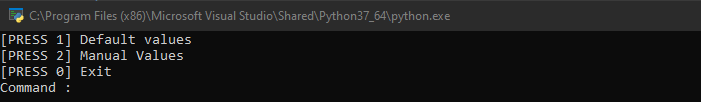 C:\Program Files (x86)\Microsoft Visual Studio\Shared\Python37_64\python.exe
[PRESS 1] Default values
[PRESS 2] Manual Values
[PRESS 0] Exit
Command :